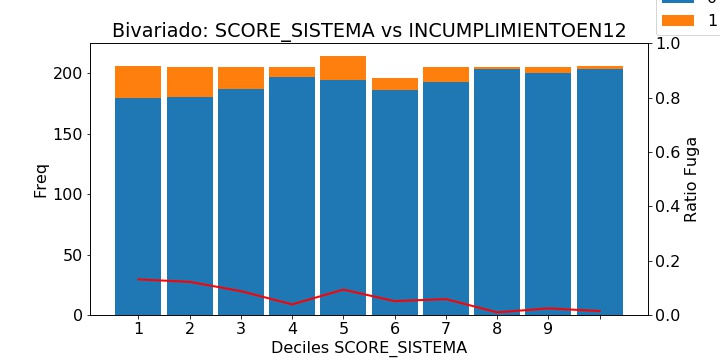 Bivariado: SCORE_SISTEMA vs INCUMPLIMIENTOEN12
1
200
150
100
50
0
Freq
1.0
0.8
0.6
0.4
0.2
0.0
Ratio Fuga
1 2 3 4 5 6 7 8 9
Deciles SCORE_SISTEMA